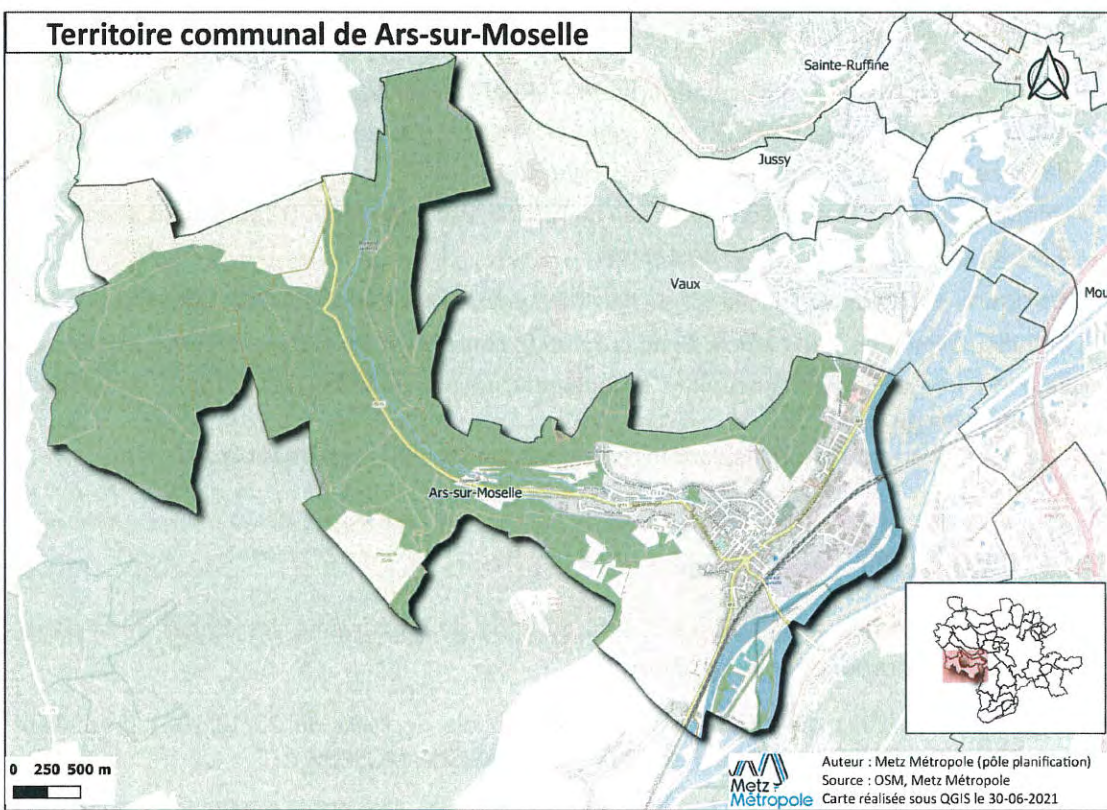 Territoire communal de Ars-sur-Moselle
Sainte-Ruffine
Jussy
Vaux
Mou
Ars-sur-Moselle
0 250 500 m
Metz
Métropole
Auteur : Metz Métropole (pôle planification)
Source : OSM, Metz Métropole
Carte réalisée sous QGIS le 30-06-2021